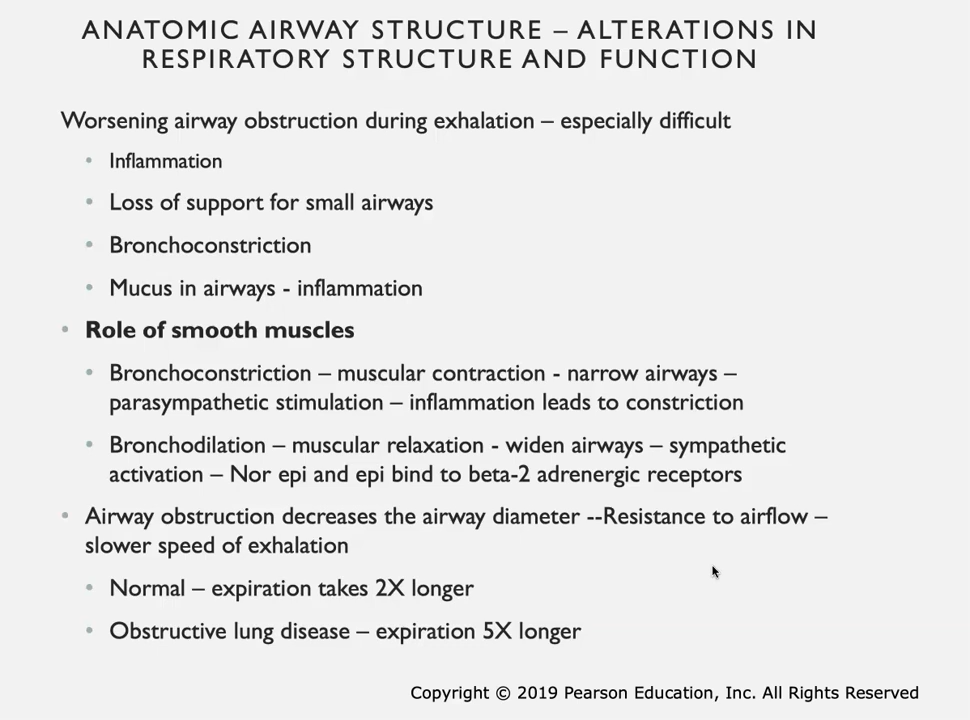 ANATOMIC AIRWAY STRUCTURE – ALTERATIONS IN
RESPIRATORY STRUCTURE AND FUNCTION
Worsening airway obstruction during exhalation – especially difficult
• Inflammation
• Loss of support for small airways
• Bronchoconstriction
• Mucus in airways - inflammation
• Role of smooth muscles
• Bronchoconstriction – muscular contraction - narrow airways –
parasympathetic stimulation – inflammation leads to constriction
• Bronchodilation – muscular relaxation - widen airways – sympathetic
activation – Nor epi and epi bind to beta-2 adrenergic receptors
• Airway obstruction decreases the airway diameter --Resistance to airflow –
slower speed of exhalation
• Normal – expiration takes 2X longer
• Obstructive lung disease – expiration 5X longer
Copyright © 2019 Pearson Education, Inc. All Rights Reserved